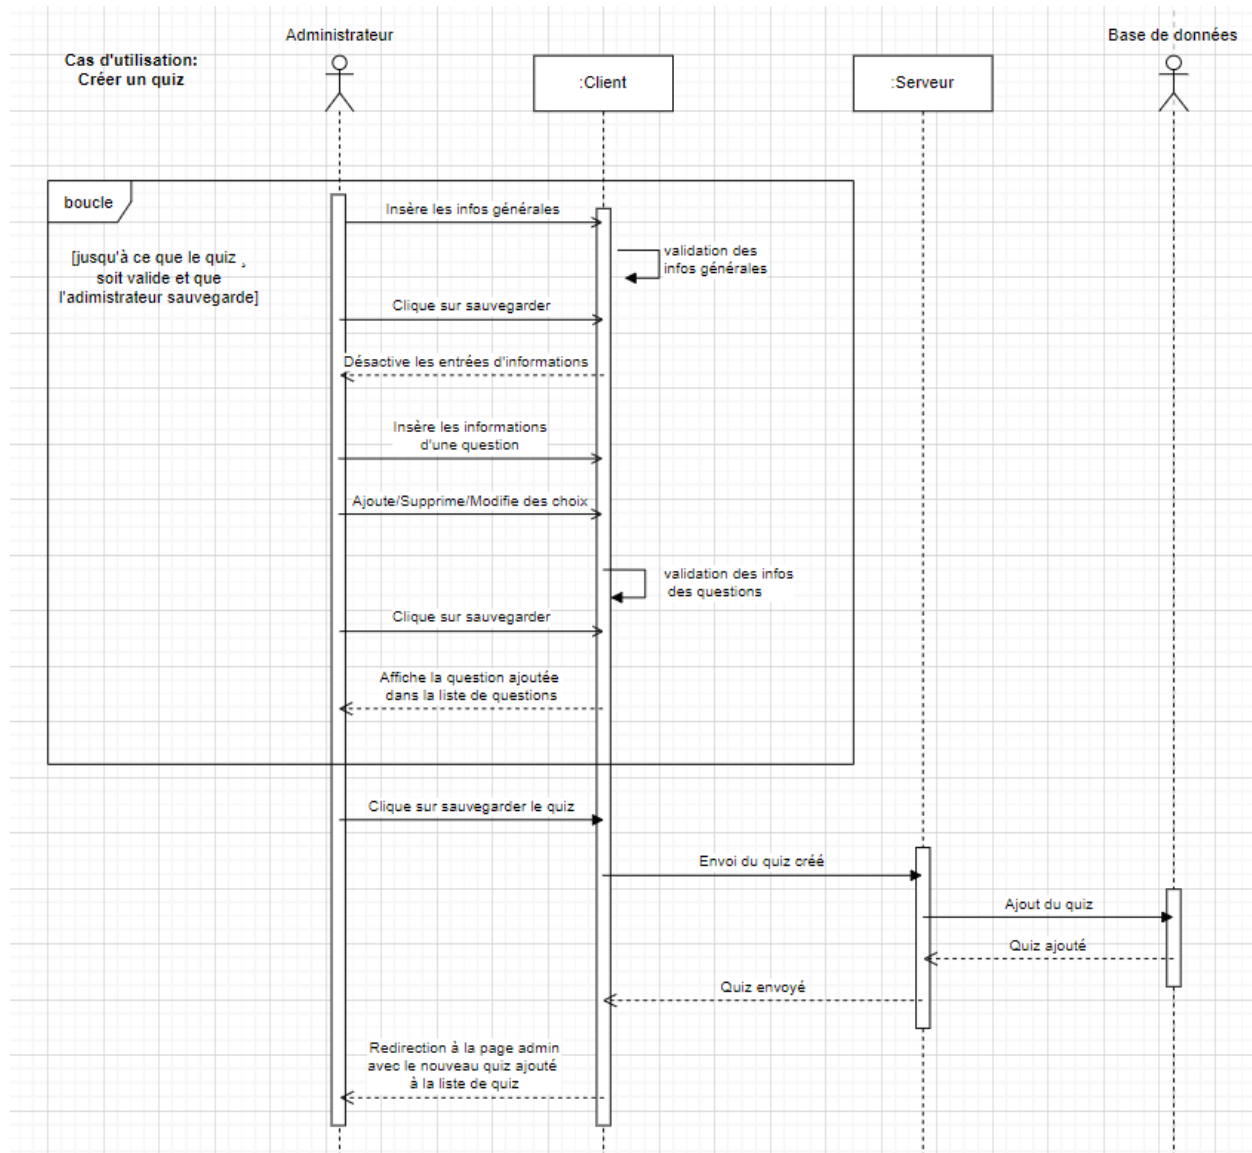 Administrateur
Base de données
Cas d'utilisation:
Créer un quiz
:Client
:Serveur
boucle
Insère les infos générales
[jusqu'à ce que le quiz ¸
soit valide et que
l'adimistrateur sauvegarde]
validation des
infos générales
Clique sur sauvegarder
Désactive les entrées d'informations
Insère les informations
d'une question
Ajoute/Supprime/Modifie des choix
validation des infos
des questions
Clique sur sauvegarder
Affiche la question ajoutée
dans la liste de questions
Clique sur sauvegarder le quiz
Envoi du quiz créé
Ajout du quiz
Quiz ajouté
Quiz envoyé
Redirection à la page admin
avec le nouveau quiz ajouté
à la liste de quiz